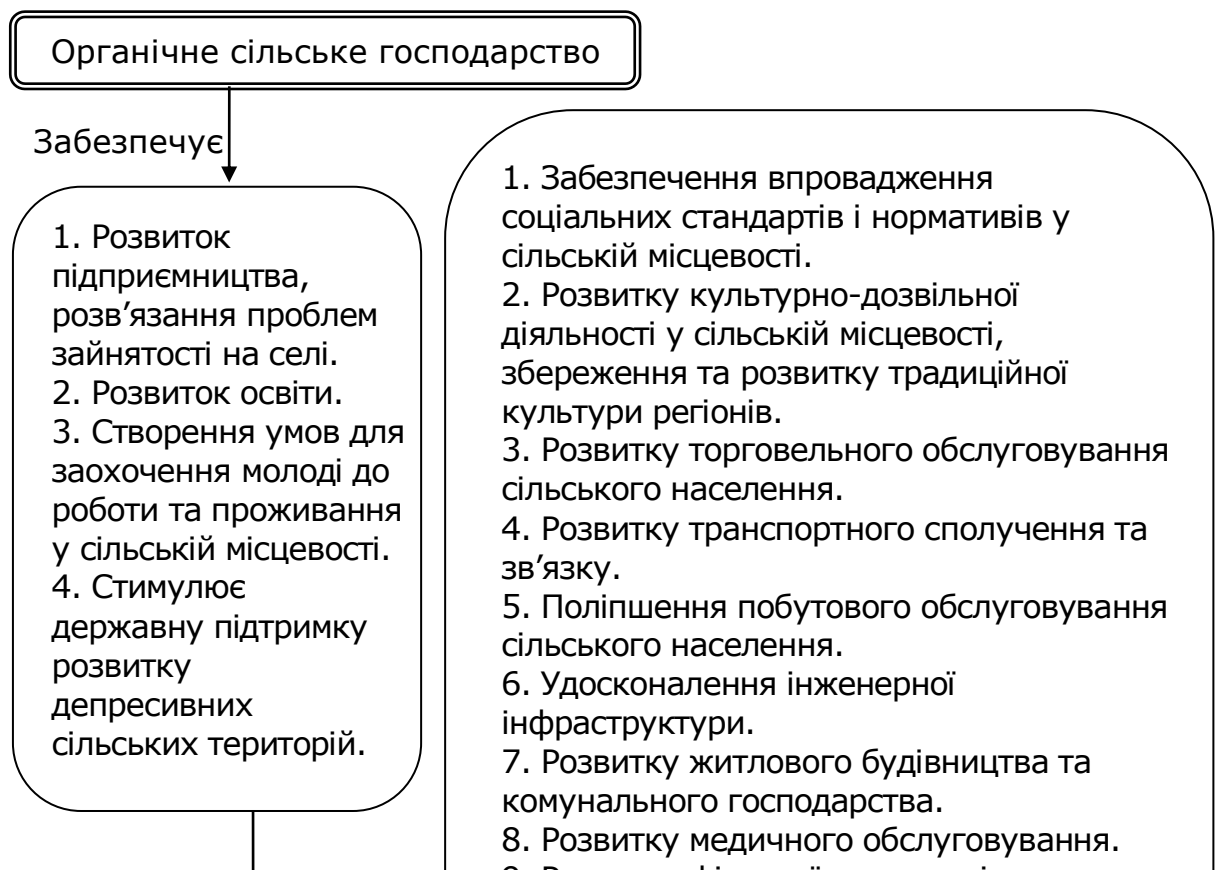 Органічне сільське господарство
Забезпечує
1. Розвиток
підприємництва,
розв’язання проблем
зайнятості на селі.
2. Розвиток освіти.
3. Створення умов для
заохочення молоді до
роботи та проживання
у сільській місцевості.
4. Стимулює
державну підтримку
розвитку
депресивних
сільських територій.
1. Забезпечення впровадження
соціальних стандартів і нормативів у
сільській місцевості.
2. Розвитку культурно-дозвільної
діяльності у сільській місцевості,
збереження та розвитку традиційної
культури регіонів.
3. Розвитку торговельного обслуговування
сільського населення.
4. Розвитку транспортного сполучення та
зв’язку.
5. Поліпшення побутового обслуговування
сільського населення.
6. Удосконалення інженерної
інфраструктури.
7. Розвитку житлового будівництва та
комунального господарства.
8. Розвитку медичного обслуговування.